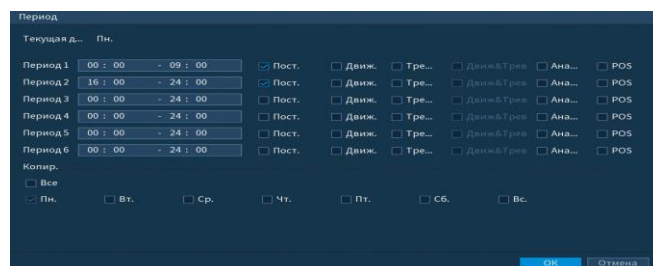 Период
Текущая д... Пн.
Период 1 00 : 00 - 09 : 00 Пост. Движ. Тре... Движ&Трев Ана... POS
Период 2 16 : 00 - 24 : 00 Пост. Движ. Тре... Движ&Трев Ана... POS
Период 3 00 : 00 - 24 : 00 Пост. Движ. Тре... Движ&Трев Ана... POS
Период 4 00 : 00 - 24 : 00 Пост. Движ. Тре... Движ&Трев Ана... POS
Период 5 00 : 00 - 24 : 00 Пост. Движ. Тре... Движ&Трев Ана... POS
Период 6 00 : 00 - 24 : 00 Пост. Движ. Тре... Движ&Трев Ана... POS
Копир.
Все
Пн. Вт. Ср. Чт. Пт. Сб. Вс.
OK Отмена